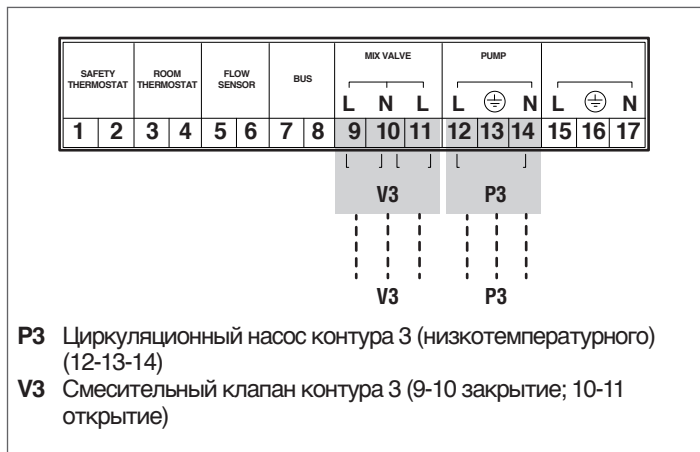 SAFETY THERMOSTAT ROOM THERMOSTAT FLOW SENSOR BUS MIX VALVE PUMP
L N L L ⏚ N L ⏚ N
1 2 3 4 5 6 7 8 9 10 11 12 13 14 15 16 17
V3 P3
V3 P3
P3 Циркуляционный насос контура 3 (низкотемпературного)
(12-13-14)
V3 Смесительный клапан контура 3 (9-10 закрытие; 10-11
открытие)